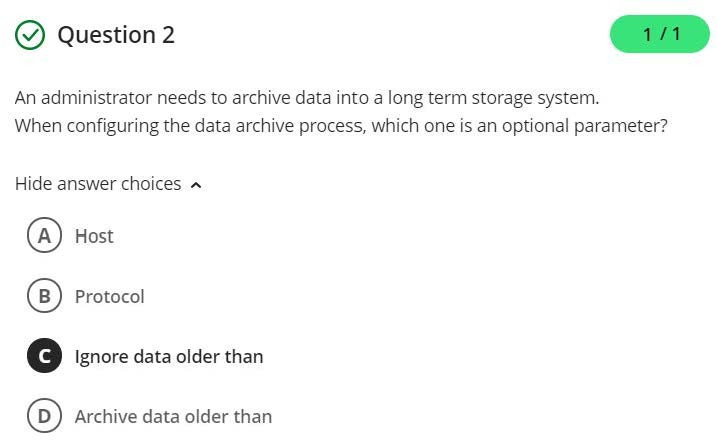 Question 2
1 / 1
An administrator needs to archive data into a long term storage system.
When configuring the data archive process, which one is an optional parameter?
Hide answer choices
A Host
B Protocol
C Ignore data older than
D Archive data older than